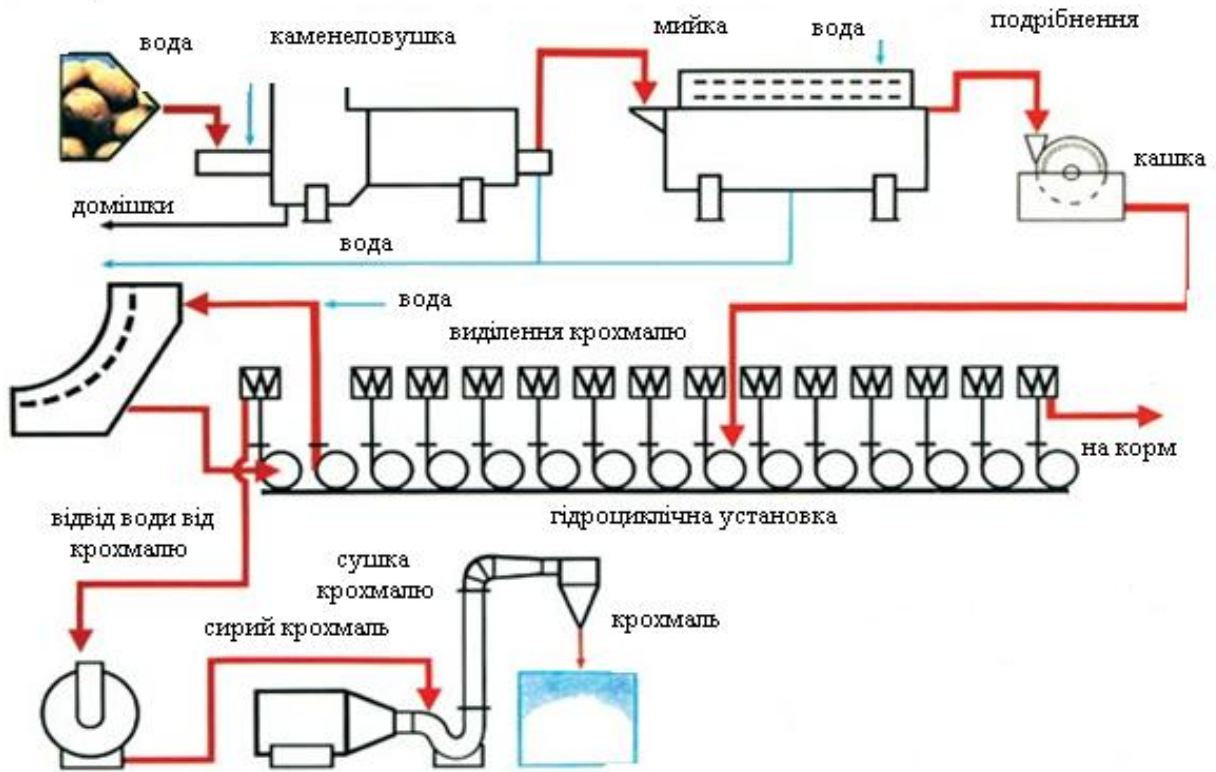 вода
каменеловушка
мийка
вода
подрібнення
кашка
домішки
вода
вода
виділення крохмалю
W W W W W W W W W W W W W W
на корм
гідроциклічна установка
відвід води від
крохмалю
сушка
крохмалю
сирий крохмаль
крохмаль